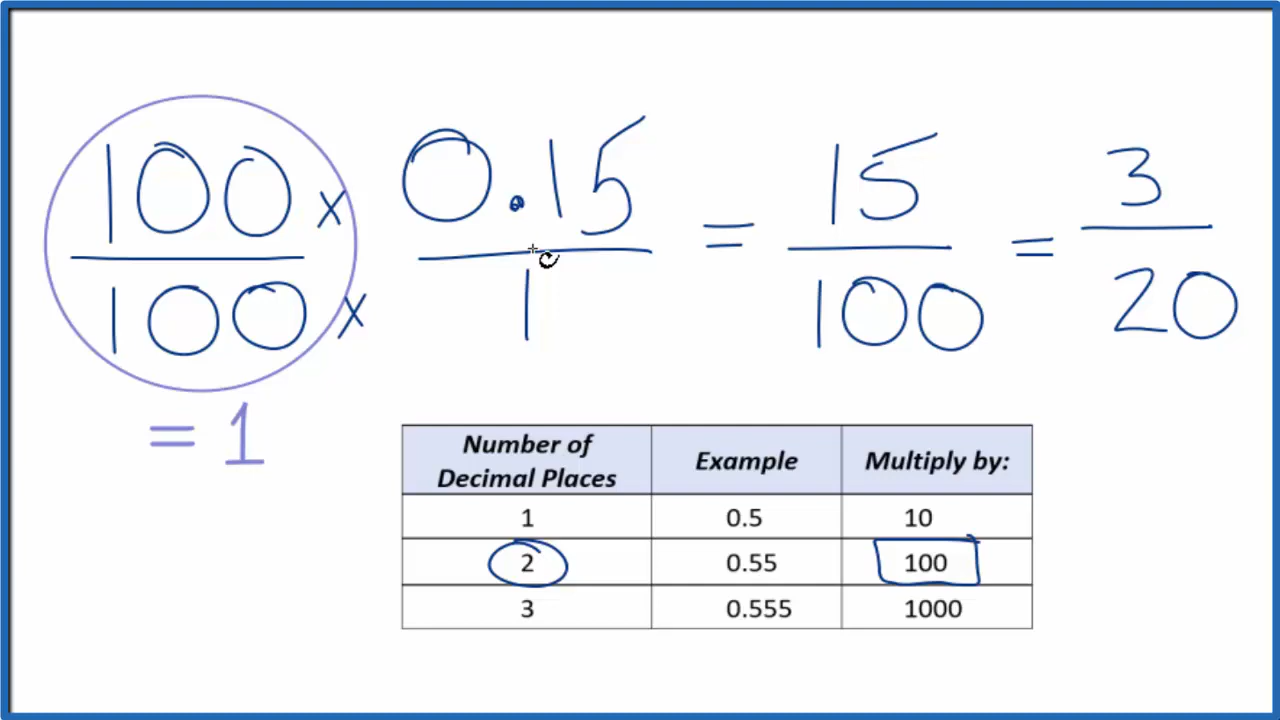 100 × 0.15 = 15 = 3
100 × 1 100 20
= 1
Number of Decimal Places Example Multiply by:
1 0.5 10
2 0.55 100
3 0.555 1000